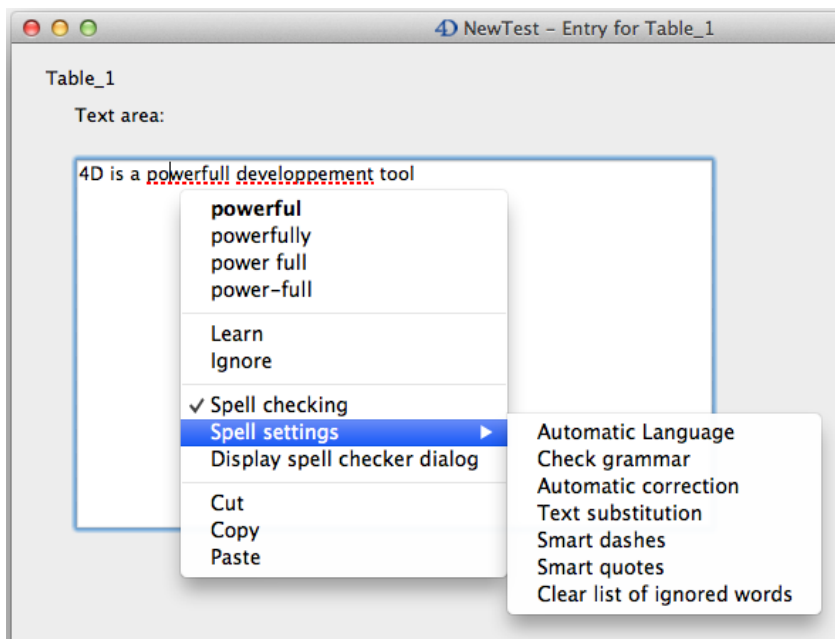 4D NewTest – Entry for Table_1
Table_1
Text area:
4D is a powerfull developpement tool
powerful
powerfully
power full
power-full
Learn
Ignore
✓ Spell checking
Spell settings
Display spell checker dialog
Cut
Copy
Paste
Automatic Language
Check grammar
Automatic correction
Text substitution
Smart dashes
Smart quotes
Clear list of ignored words